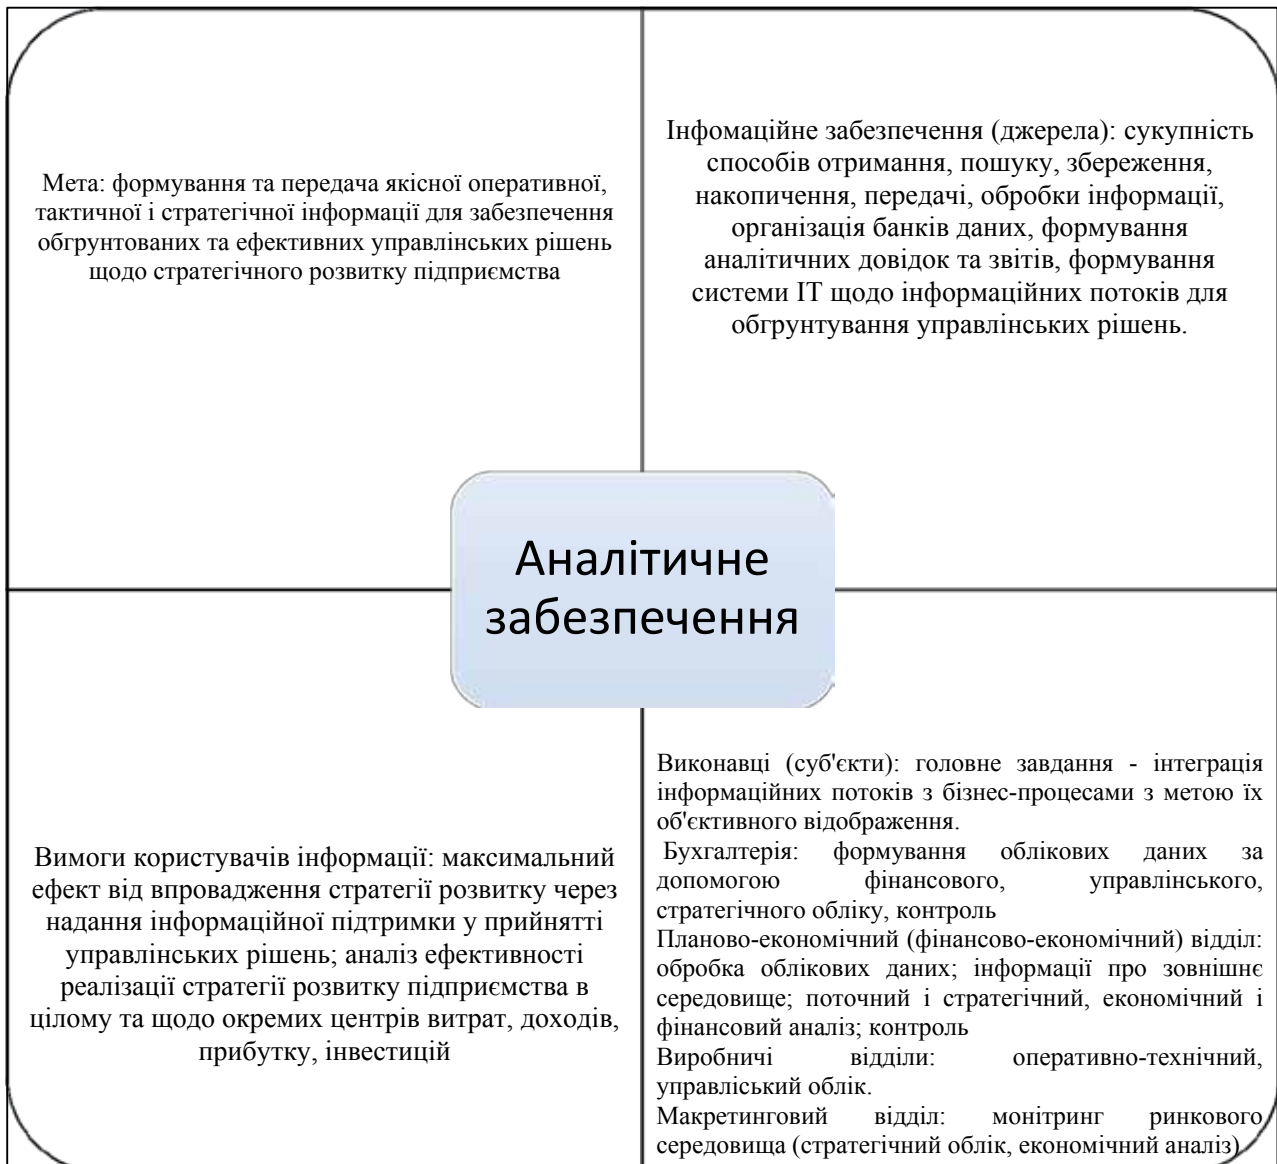 Мета: формування та передача якісної оперативної,
тактичної і стратегічної інформації для забезпечення
обгрунтованих та ефективних управлінських рішень
щодо стратегічного розвитку підприємства
Інфомаційне забезпечення (джерела): сукупність
способів отримання, пошуку, збереження,
накопичення, передачі, обробки інформації,
організація банків даних, формування
аналітичних довідок та звітів, формування
системи ІТ щодо інформаційних потоків для
обгрунтування управлінських рішень.
Аналітичне
забезпечення
Вимоги користувачів інформації: максимальний
ефект від впровадження стратегії розвитку через
надання інформаційної підтримки у прийнятті
управлінських рішень; аналіз ефективності
реалізації стратегії розвитку підприємства в
цілому та щодо окремих центрів витрат, доходів,
прибутку, інвестицій
Виконавці (суб'єкти): головне завдання - інтеграція
інформаційних потоків з бізнес-процесами з метою їх
об'єктивного відображення.
Бухгалтерія: формування облікових даних за
допомогою фінансового, управлінського,
стратегічного обліку, контроль
Планово-економічний (фінансово-економічний) відділ:
обробка облікових даних; інформації про зовнішнє
середовище; поточний і стратегічний, економічний і
фінансовий аналіз; контроль
Виробничі відділи: оперативно-технічний,
управліський облік.
Макретинговий відділ: монітринг ринкового
середовища (стратегічний облік, економічний аналіз)